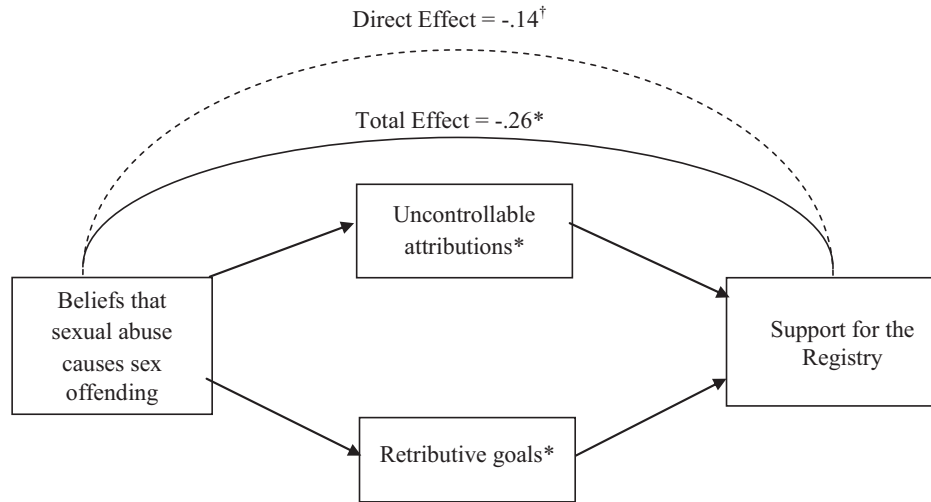 Direct Effect = -.14†
Total Effect = -.26*
Uncontrollable
attributions*
Beliefs that
sexual abuse
causes sex
offending
Support for the
Registry
Retributive goals*